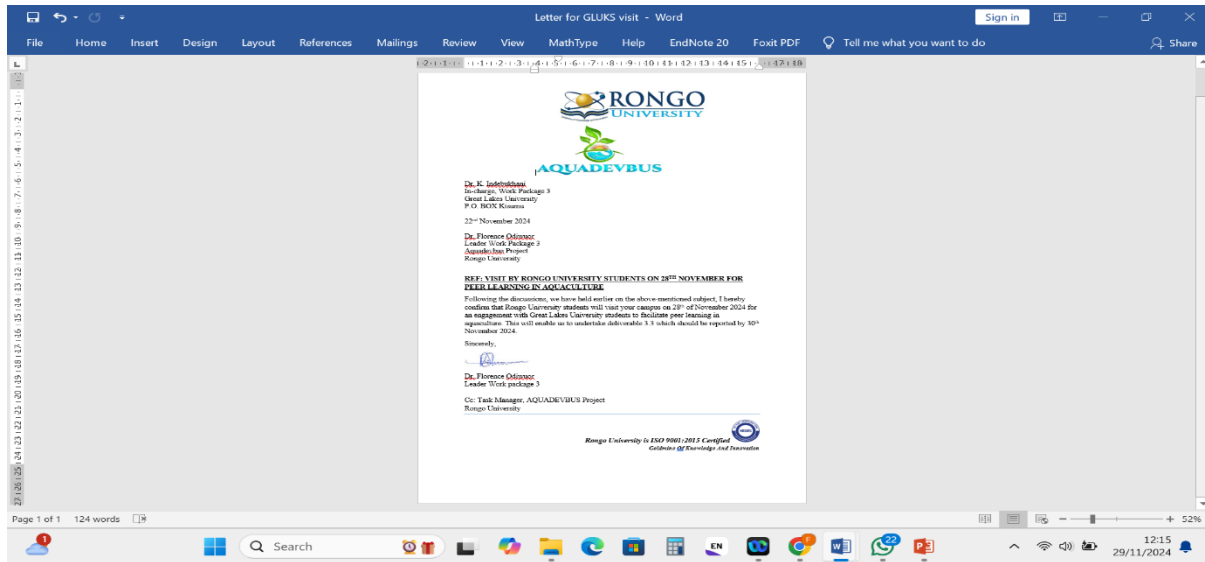 Letter for GLUKS visit - Word
Sign in
File Home Insert Design Layout References Mailings Review View MathType Help EndNote 20 Foxit PDF Tell me what you want to do Share
RONGO
UNIVERSITY
AQUADEVBUS
Dr. K. Indebukhani
In-charge, Work Package 3
Great Lakes University
P.O. BOX Kisumu
22nd November 2024
Dr. Florence
Leader Work Package 3
Aquadevbus Project
Rongo University
REF: VISIT BY RONGO UNIVERSITY STUDENTS ON 28TH NOVEMBER FOR
PEER LEARNING IN AQUACULTURE
Following the discussions, we have held earlier on the above-mentioned subject, I hereby
confirm that Rongo University students will visit your campus on 28th of November 2024 for
an engagement with Great Lakes University students to facilitate peer learning in
aquaculture. This will enable us to undertake deliverable 3.3 which should be reported by 30th
November 2024.
Sincerely,
Dr. Florence
Leader Work package 3
Cc: Task Manager, AQUADEVBUS Project
Rongo University
Rongo University is ISO 9001:2015 Certified
Goldmine Of Knowledge And Innovation
Page 1 of 1 124 words
52%
Search
EN
22
12:15
29/11/2024